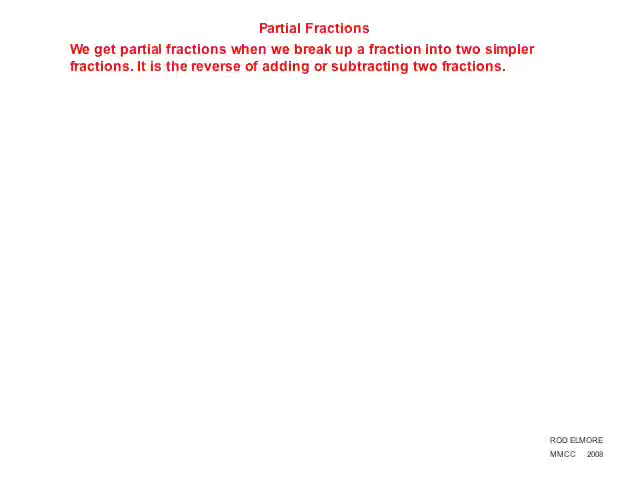 Partial Fractions
We get partial fractions when we break up a fraction into two simpler
fractions. It is the reverse of adding or subtracting two fractions.
ROD ELMORE
MMCC 2008